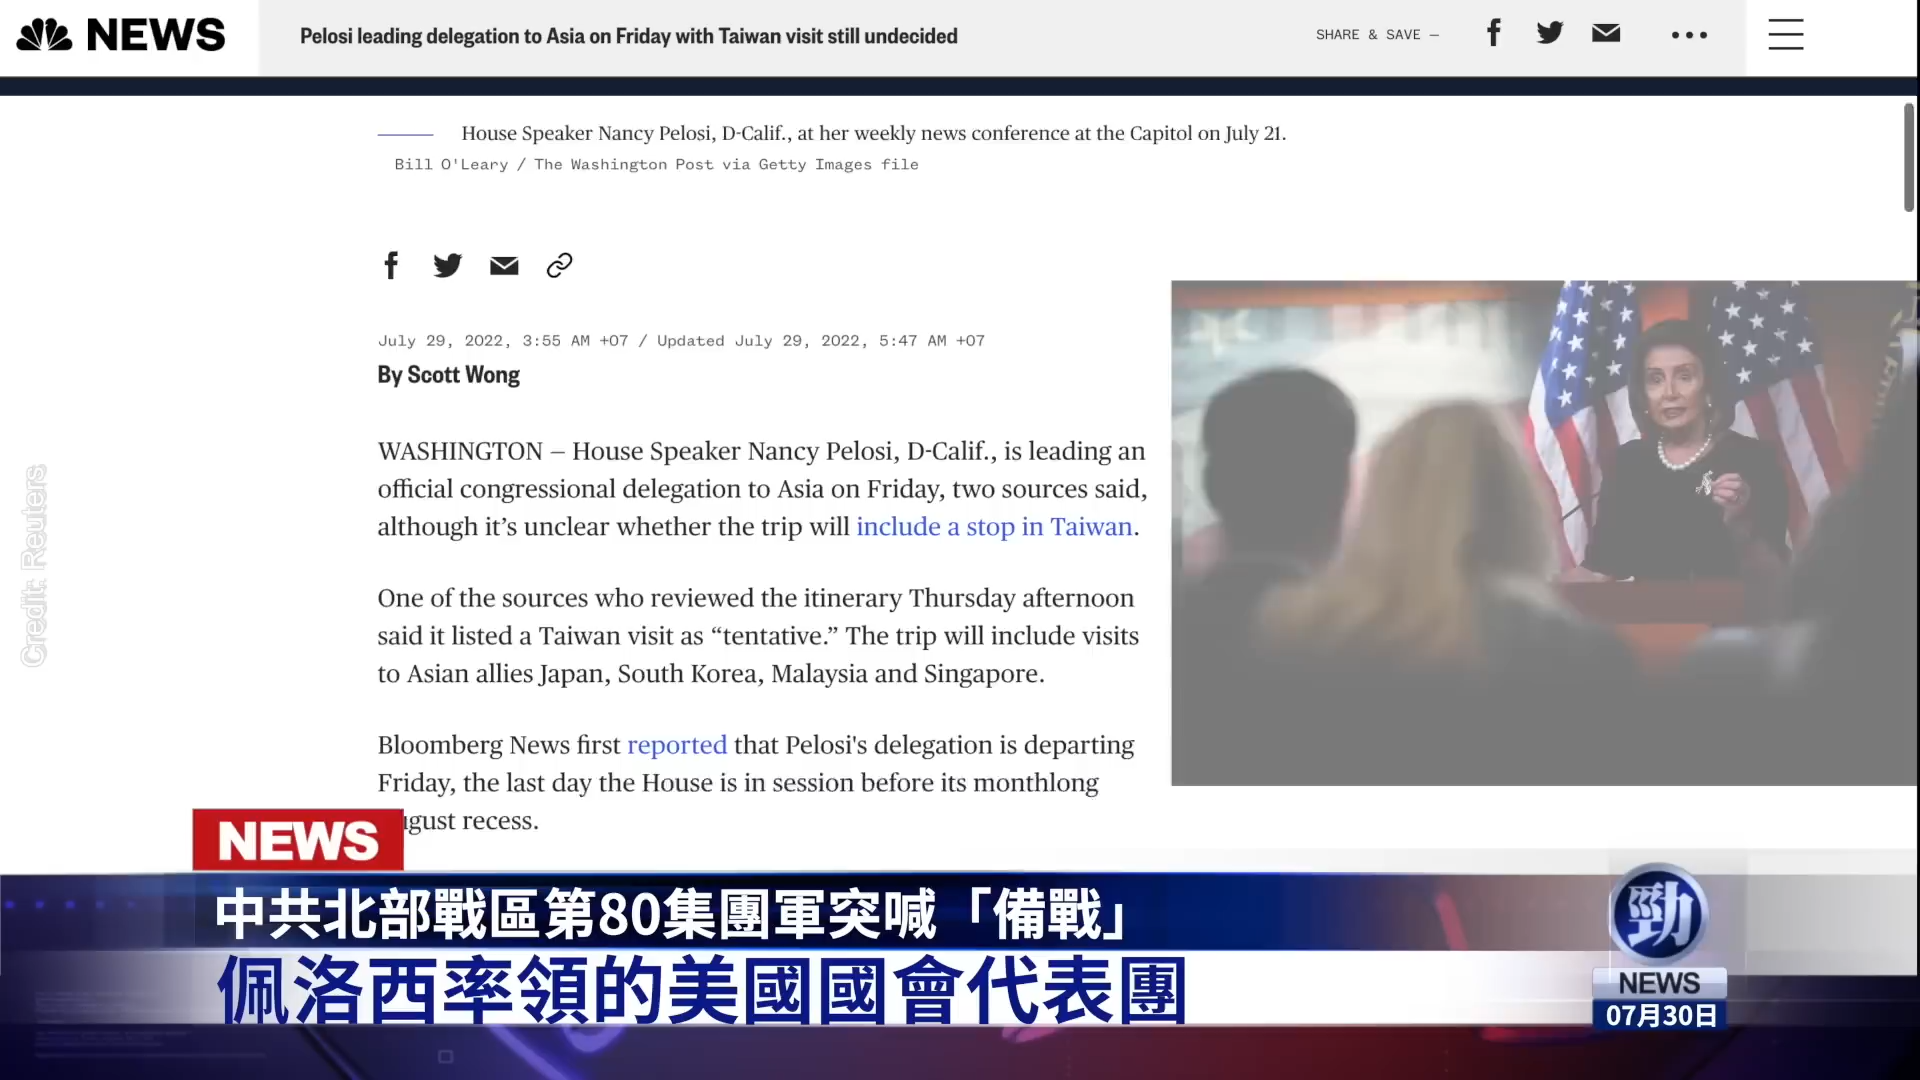 NEWS
Pelosi leading delegation to Asia on Friday with Taiwan visit still undecided
SHARE & SAVE —
House Speaker Nancy Pelosi, D-Calif., at her weekly news conference at the Capitol on July 21.
Bill O'Leary / The Washington Post via Getty Images file
July 29, 2022, 3:55 AM +07 / Updated July 29, 2022, 5:47 AM +07
By Scott Wong
WASHINGTON — House Speaker Nancy Pelosi, D-Calif., is leading an
official congressional delegation to Asia on Friday, two sources said,
although it’s unclear whether the trip will include a stop in Taiwan.
One of the sources who reviewed the itinerary Thursday afternoon
said it listed a Taiwan visit as “tentative.” The trip will include visits
to Asian allies Japan, South Korea, Malaysia and Singapore.
Bloomberg News first reported that Pelosi's delegation is departing
Friday, the last day the House is in session before its monthlong
gust recess.
Credit: Reuters
NEWS
中共北部戰區第80集團軍突喊「備戰」
佩洛西率領的美國國會代表團
勁
NEWS
07月30日